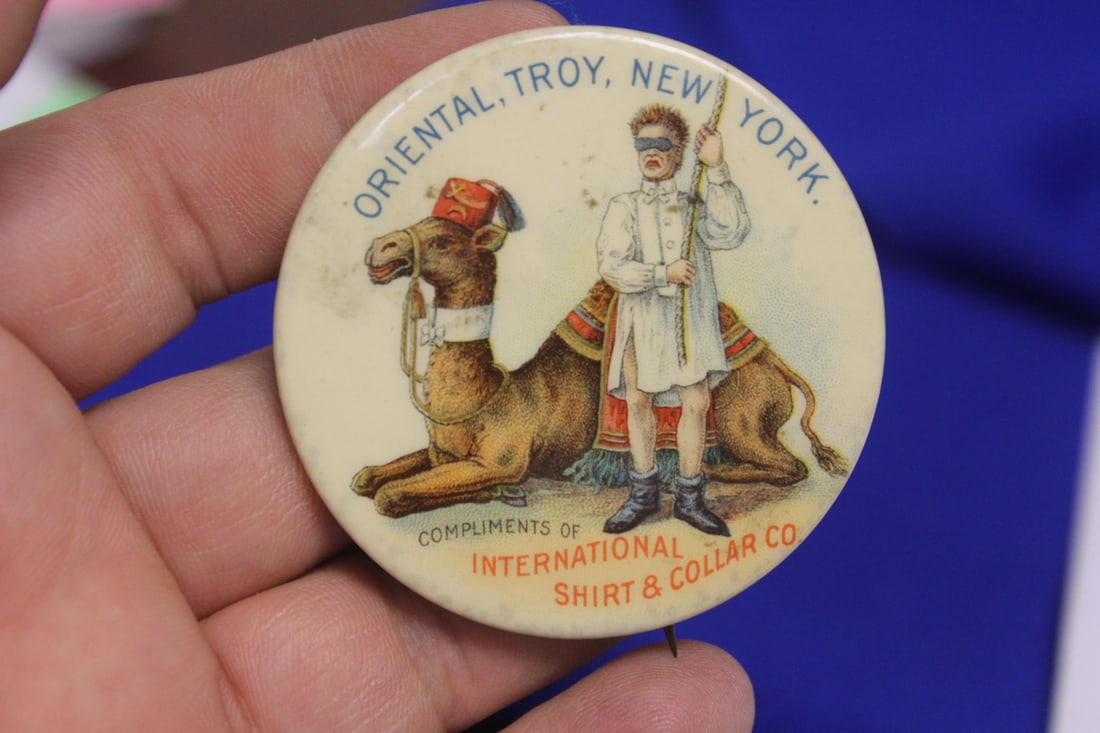 ORIENTAL, TROY, NEW YORK.
COMPLIMENTS OF
INTERNATIONAL
SHIRT & COLLAR CO.